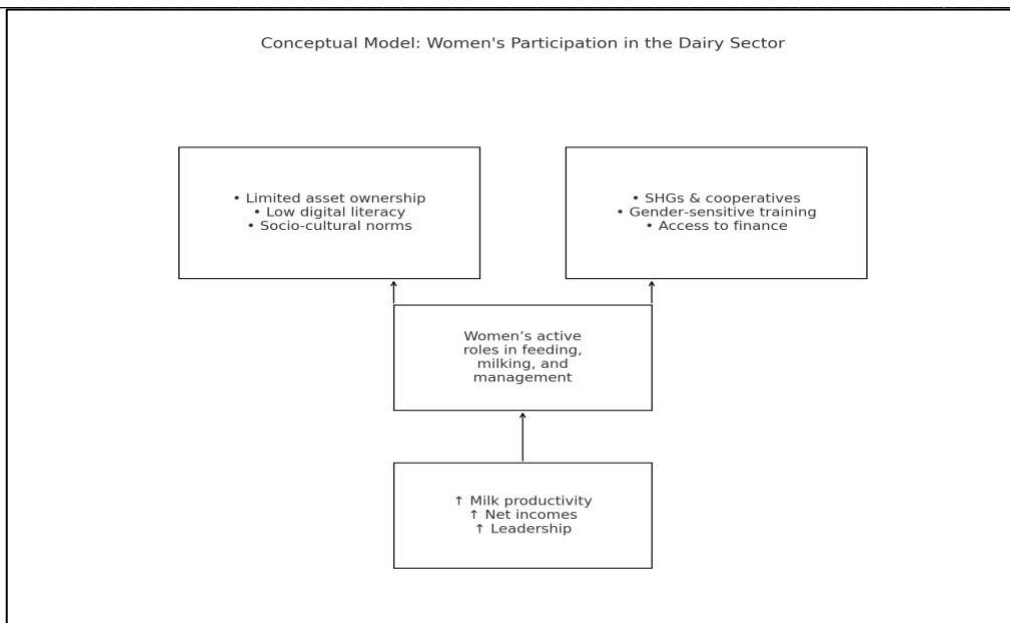 Conceptual Model: Women's Participation in the Dairy Sector
• Limited asset ownership
• Low digital literacy
• Socio-cultural norms
• SHGs & cooperatives
• Gender-sensitive training
• Access to finance
Women’s active
roles in feeding,
milking, and
management
↑ Milk productivity
↑ Net incomes
↑ Leadership